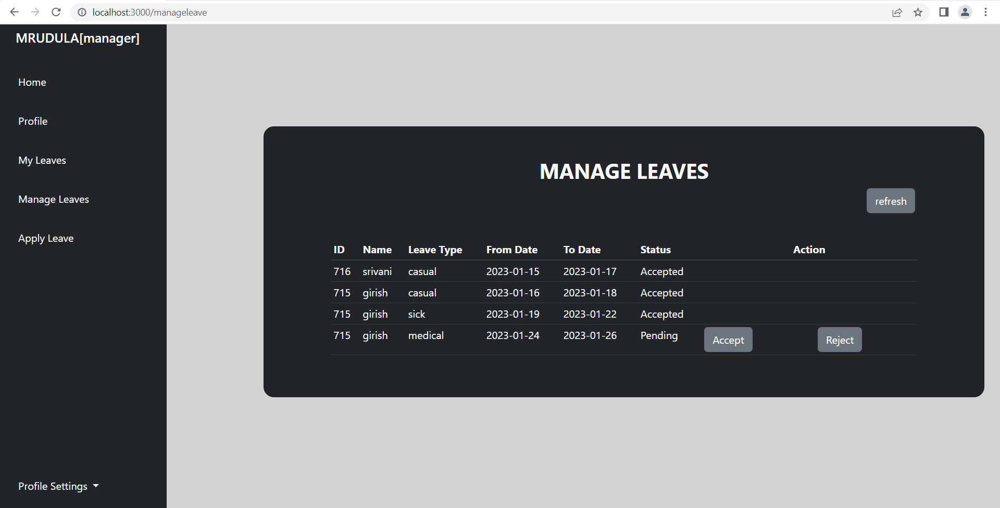 localhost:3000/manageleave
MRUDULA[manager]
Home
Profile
My Leaves
Manage Leaves
Apply Leave
Profile Settings
MANAGE LEAVES
refresh
ID Name Leave Type From Date To Date Status Action
716 srivani casual 2023-01-15 2023-01-17 Accepted
715 girish casual 2023-01-16 2023-01-18 Accepted
715 girish sick 2023-01-19 2023-01-22 Accepted
715 girish medical 2023-01-24 2023-01-26 Pending Accept Reject